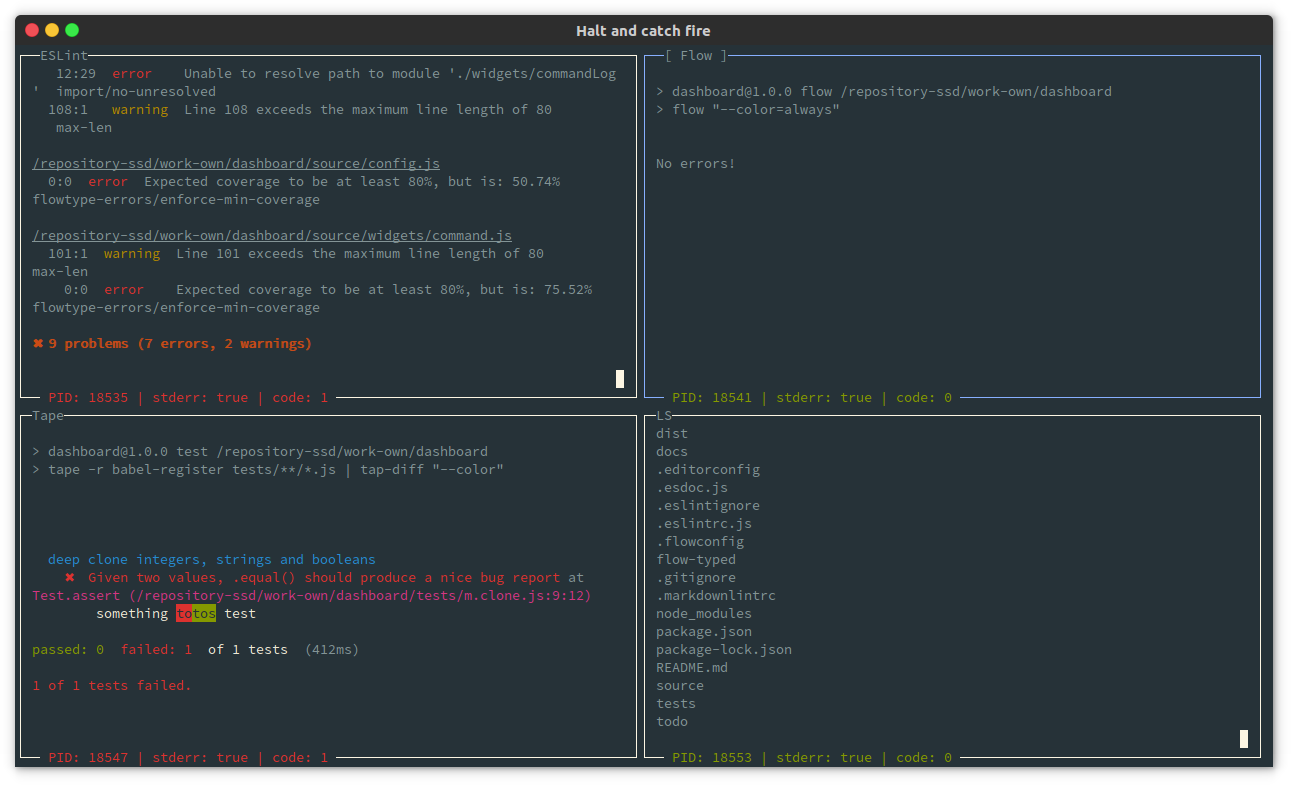 Halt and catch fire
ESLint
12:29  error    Unable to resolve path to module './widgets/commandLog
'  import/no-unresolved
108:1   warning  Line 108 exceeds the maximum line length of 80
max-len
/repository-ssd/work-own/dashboard/source/config.js
0:0  error  Expected coverage to be at least 80%, but is: 50.74%
flowtype-errors/enforce-min-coverage
/repository-ssd/work-own/dashboard/source/widgets/command.js
101:1  warning  Line 101 exceeds the maximum line length of 80
max-len
0:0  error    Expected coverage to be at least 80%, but is: 75.52%
flowtype-errors/enforce-min-coverage
✖ 9 problems (7 errors, 2 warnings)
PID: 18535 | stderr: true | code: 1
[ Flow ]
> dashboard@1.0.0 flow /repository-ssd/work-own/dashboard
> flow "--color=always"
No errors!
PID: 18541 | stderr: true | code: 0
Tape
> dashboard@1.0.0 test /repository-ssd/work-own/dashboard
> tape -r babel-register tests/**/*.js | tap-diff "--color"
deep clone integers, strings and booleans
✖  Given two values, .equal() should produce a nice bug report at
Test.assert (/repository-ssd/work-own/dashboard/tests/m.clone.js:9:12)
something totos test
passed: 0  failed: 1  of 1 tests  (412ms)
1 of 1 tests failed.
PID: 18547 | stderr: true | code: 1
LS
dist
docs
.editorconfig
.esdoc.js
.eslintignore
.eslintrc.js
.flowconfig
flow-typed
.gitignore
.markdownlintrc
node_modules
package.json
package-lock.json
README.md
source
tests
todo
PID: 18553 | stderr: true | code: 0